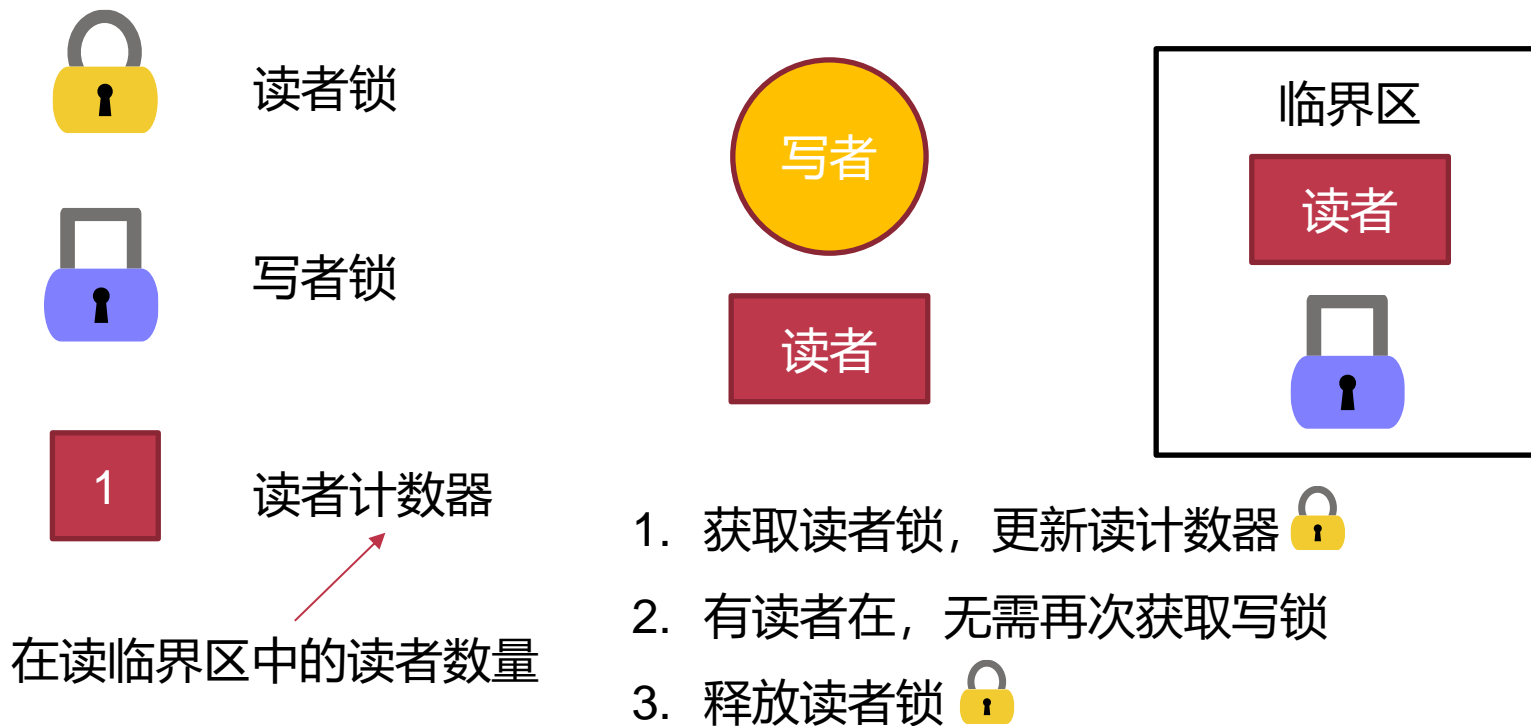 读者锁
写者锁
1
读者计数器
在读临界区中的读者数量
写者
读者
临界区
读者
1. 获取读者锁，更新读计数器
2. 有读者在，无需再次获取写锁
3. 释放读者锁